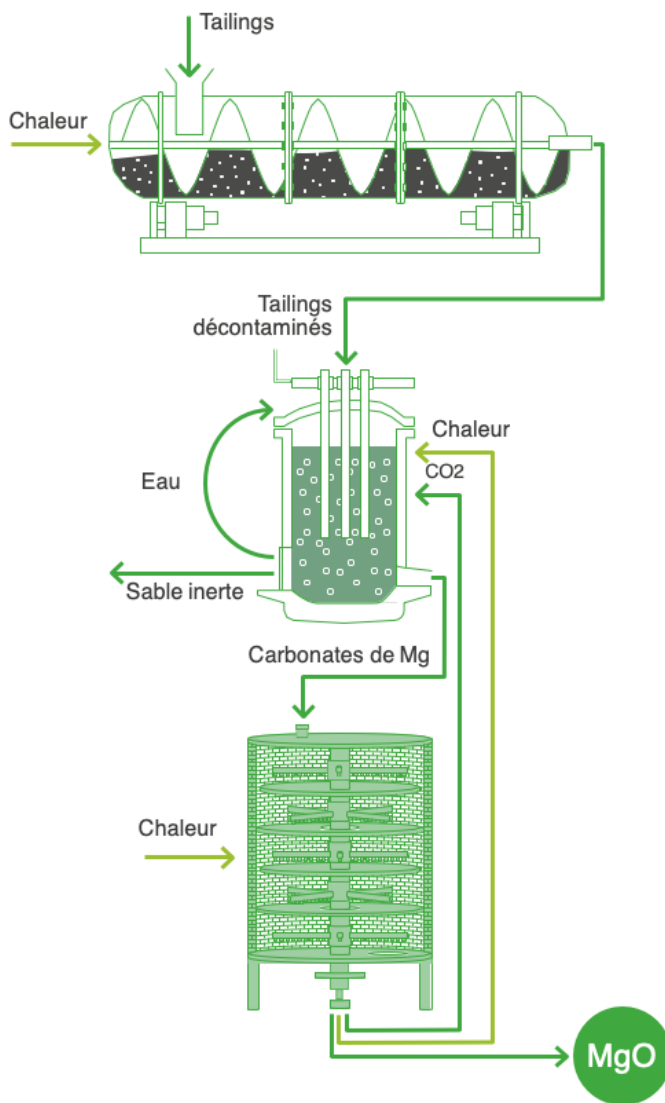 Tailings
Chaleur
Tailings
décontaminés
Chaleur
CO2
Eau
Sable inerte
Carbonates de Mg
Chaleur
MgO